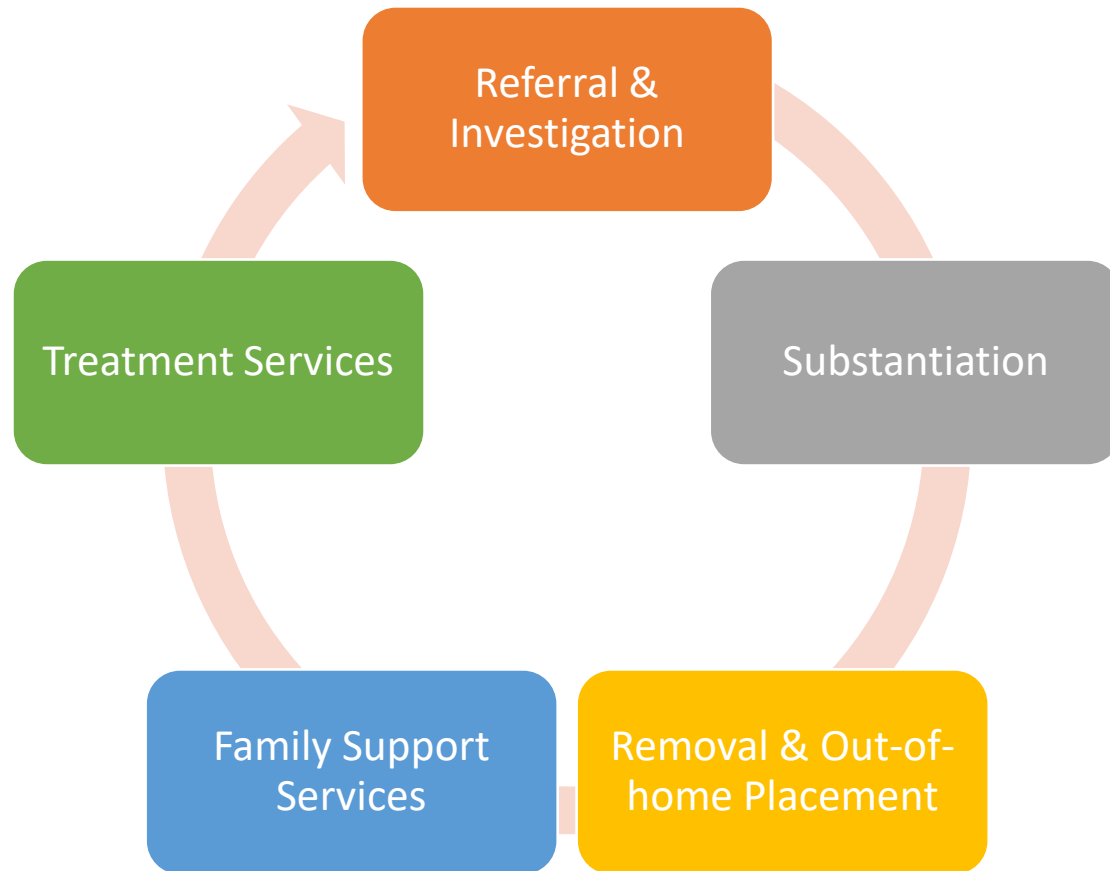 Referral &
Investigation
Substantiation
Removal & Out-of-
home Placement
Family Support
Services
Treatment Services